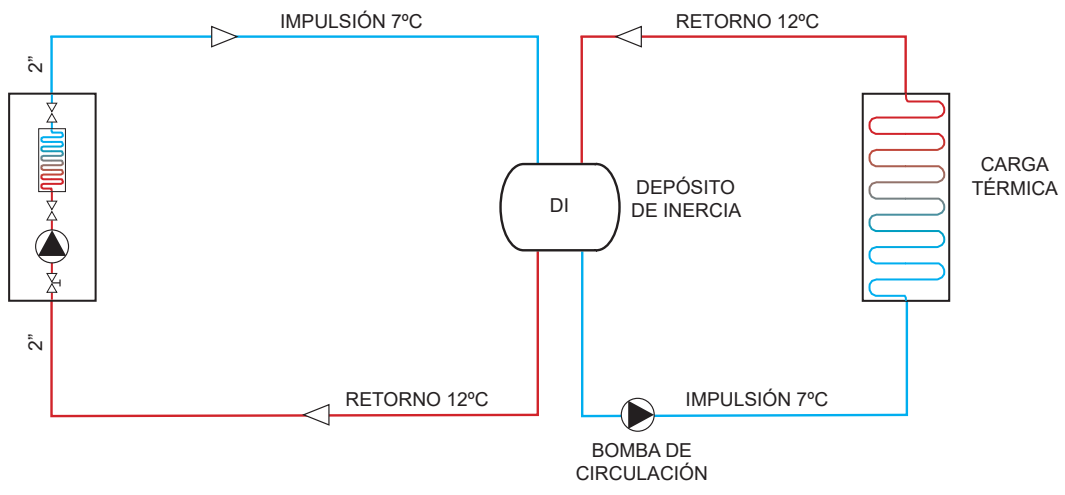 IMPULSIÓN 7ºC
RETORNO 12ºC
2”
DI
DEPÓSITO
DE INERCIA
CARGA
TÉRMICA
2”
RETORNO 12ºC
IMPULSIÓN 7ºC
BOMBA DE
CIRCULACIÓN